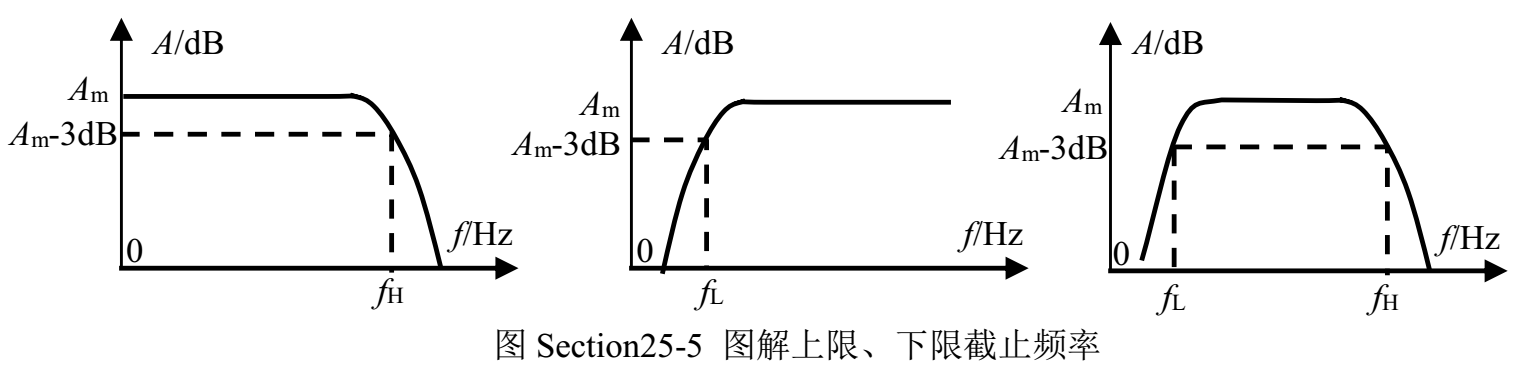 A/dB
Am
Am-3dB
0
f/Hz
fH
A/dB
Am
Am-3dB
0
f/Hz
fL
A/dB
Am
Am-3dB
0
f/Hz
fL
fH
图 Section25-5 图解上限、下限截止频率